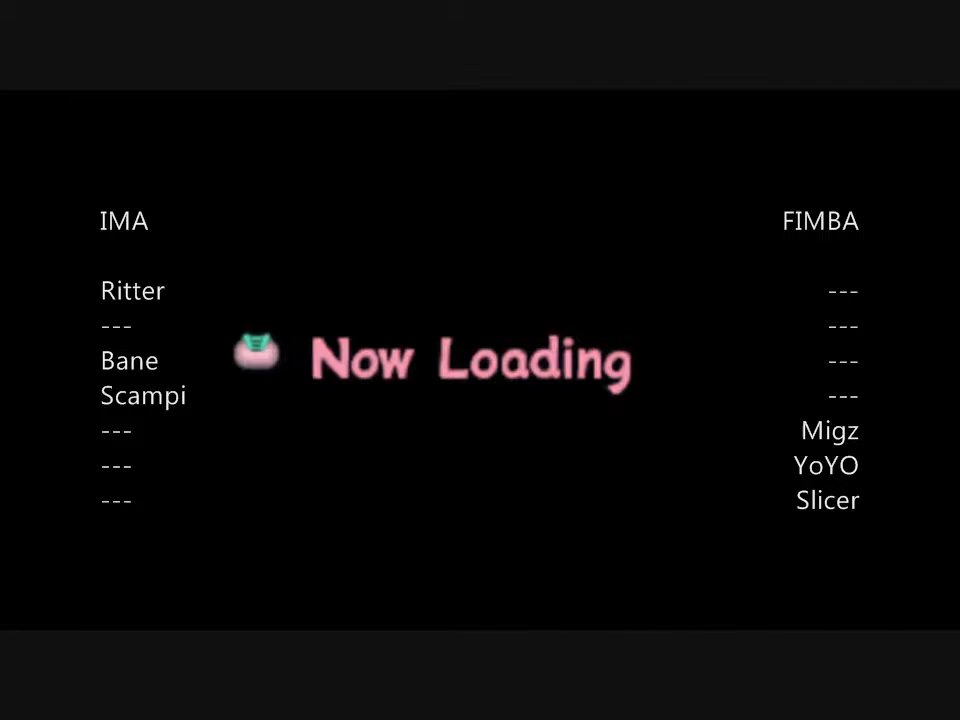 IMA FIMBA
Ritter ---
--- ---
Bane ---
Now Loading
Scampi ---
--- Migz
--- YoYO
--- Slicer